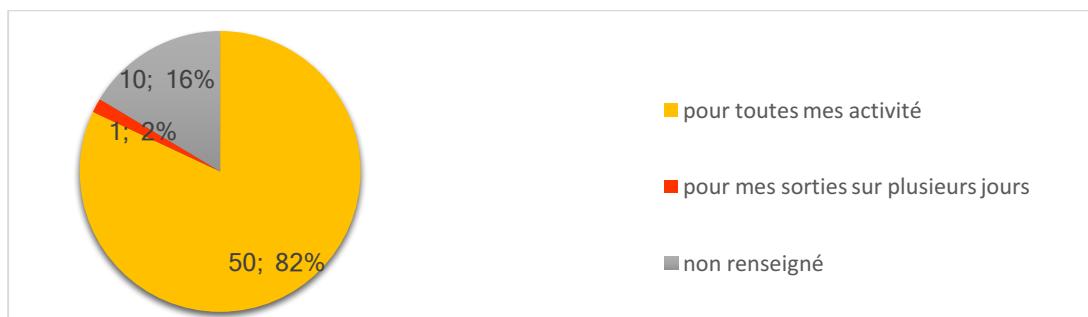 10; 16%
1; 2%
50; 82%
pour toutes mes activité
pour mes sorties sur plusieurs jours
non renseigné